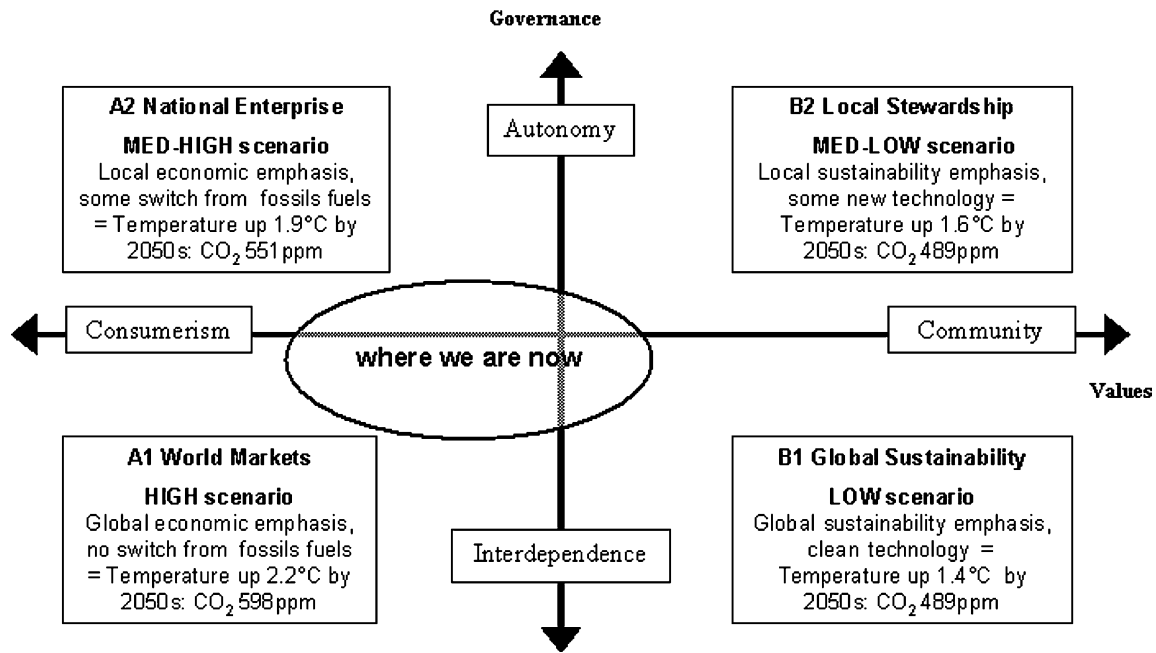 Governance
A2 National Enterprise
MED-HIGH scenario
Local economic emphasis,
some switch from fossils fuels
= Temperature up 1.9°C by
2050s: CO₂ 551ppm
Autonomy
B2 Local Stewardship
MED-LOW scenario
Local sustainability emphasis,
some new technology =
Temperature up 1.6°C by
2050s: CO₂ 489ppm
Consumerism
where we are now
Community
Values
A1 World Markets
HIGH scenario
Global economic emphasis,
no switch from fossils fuels
= Temperature up 2.2°C by
2050s: CO₂ 598ppm
Interdependence
B1 Global Sustainability
LOW scenario
Global sustainability emphasis,
clean technology =
Temperature up 1.4°C by
2050s: CO₂ 489ppm